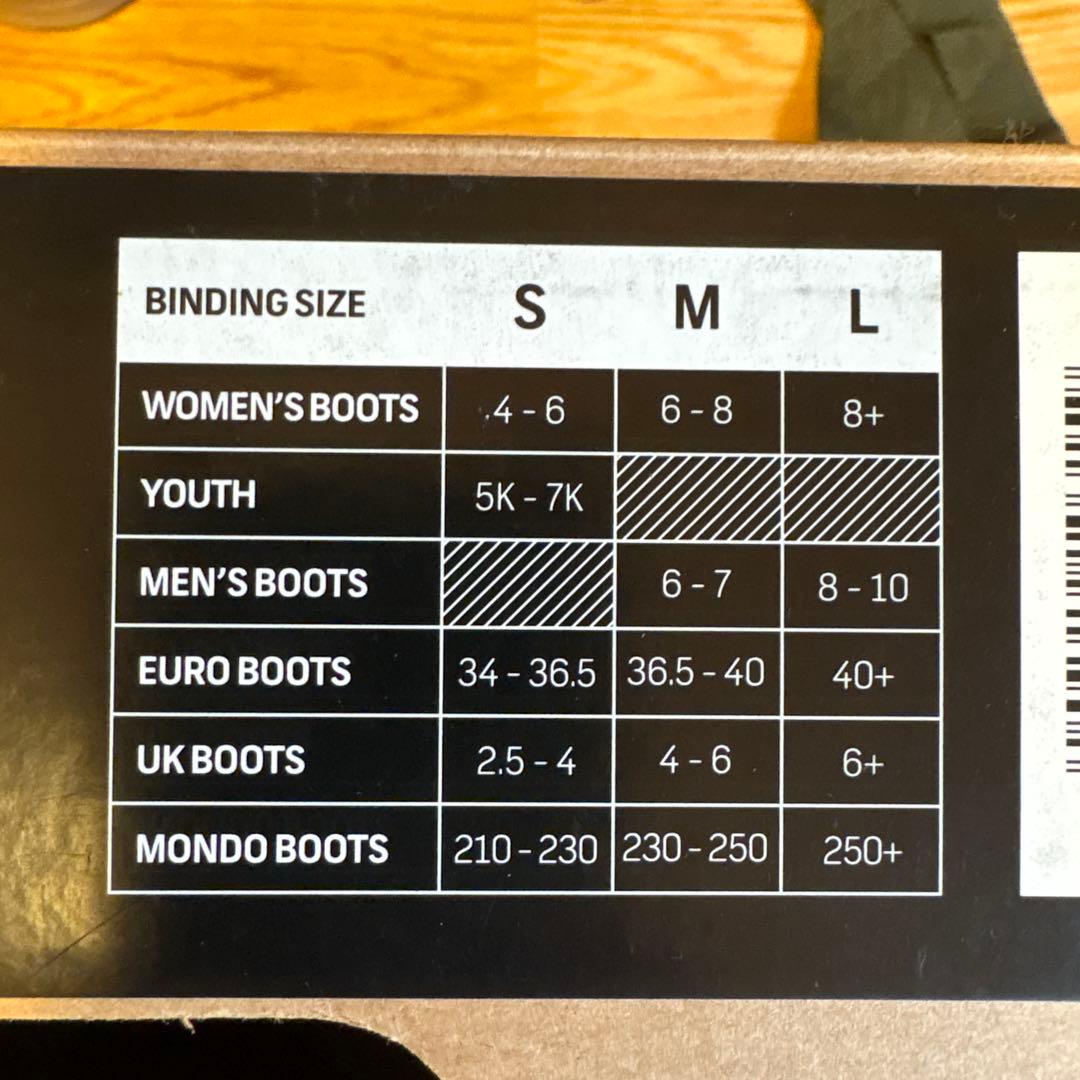 BINDING SIZE S M L
WOMEN'S BOOTS 4 - 6 6 - 8 8+
YOUTH 5K - 7K
MEN'S BOOTS 6 - 7 8 - 10
EURO BOOTS 34 - 36.5 36.5 - 40 40+
UK BOOTS 2.5 - 4 4 - 6 6+
MONDO BOOTS 210 - 230 230 - 250 250+